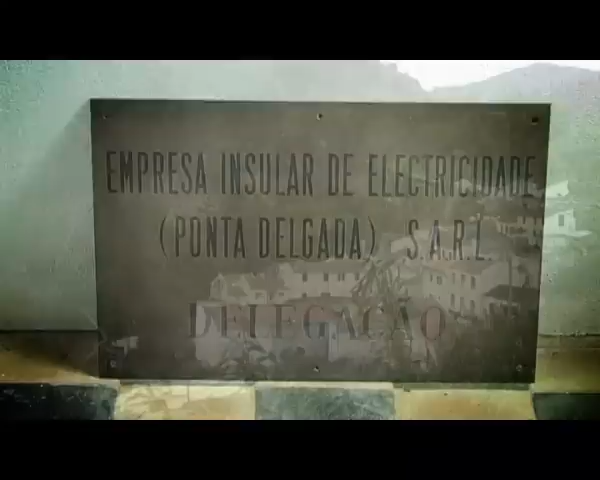 EMPRESA INSULAR DE ELECTRICIDADE
(PONTA DELGADA) S.A.R.L.
DELEGAÇÃO